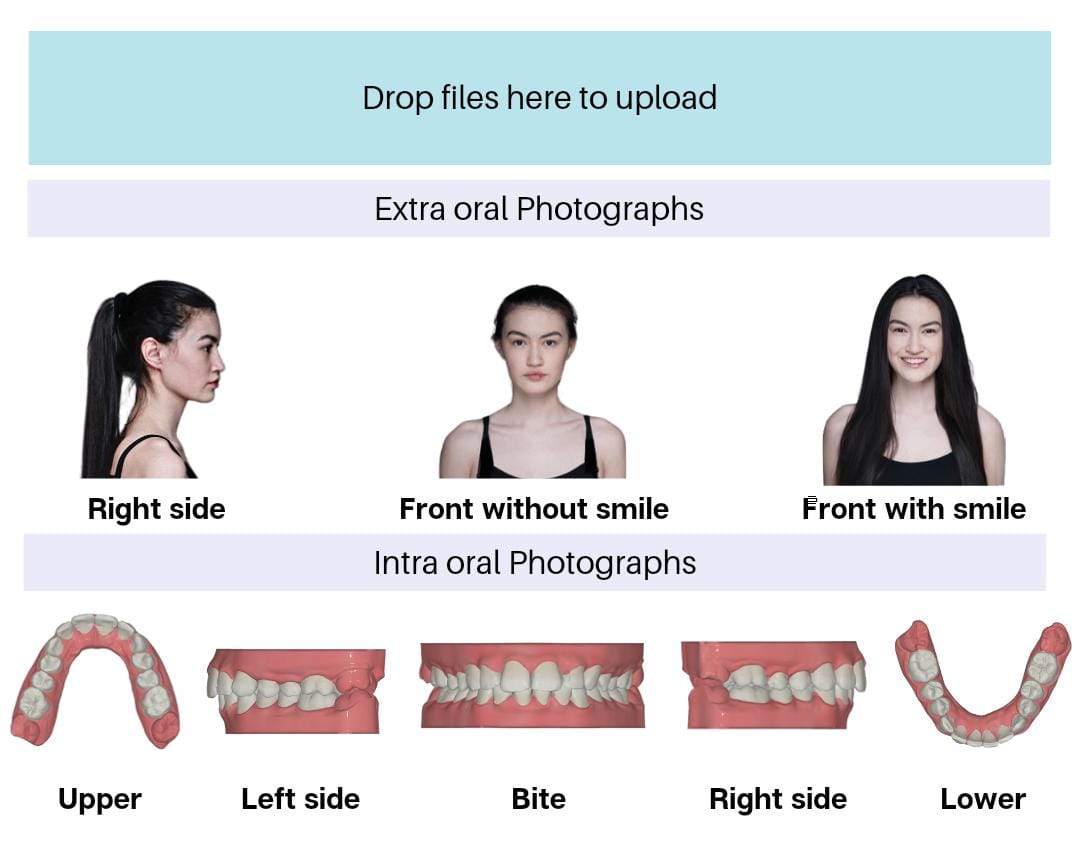 Drop files here to upload
Extra oral Photographs
Right side
Front without smile
Front with smile
Intra oral Photographs
Upper
Left side
Bite
Right side
Lower